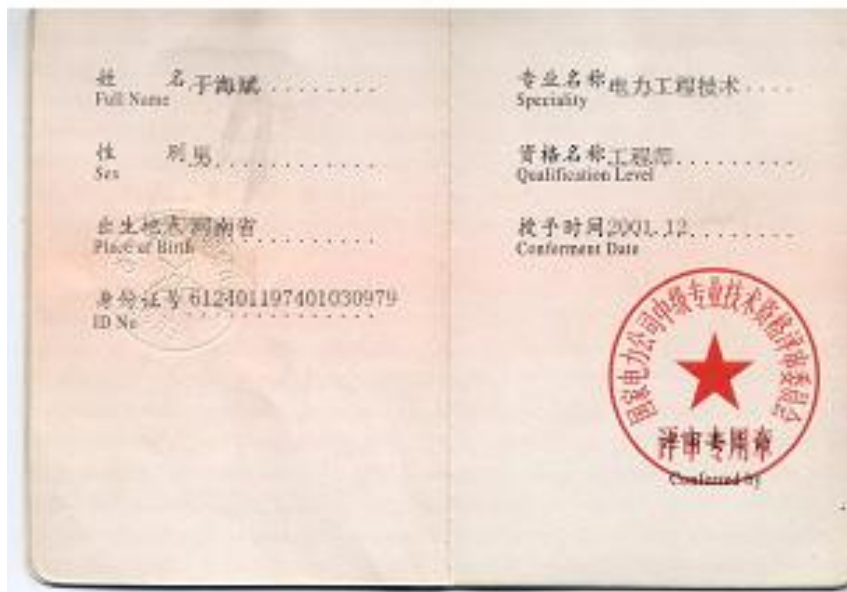 姓 名 于海斌
Full Name
性 别 男
Sex
出生地点 河南省
Place of Birth
身份证号 612401197401030979
ID No
专业名称 电力工程技术
Speciality
资格名称 工程师
Qualification Level
授予时间 2001.12
Conferment Date
国家电力公司中级专业技术资格评审委员会
评审专用章
Conferred by